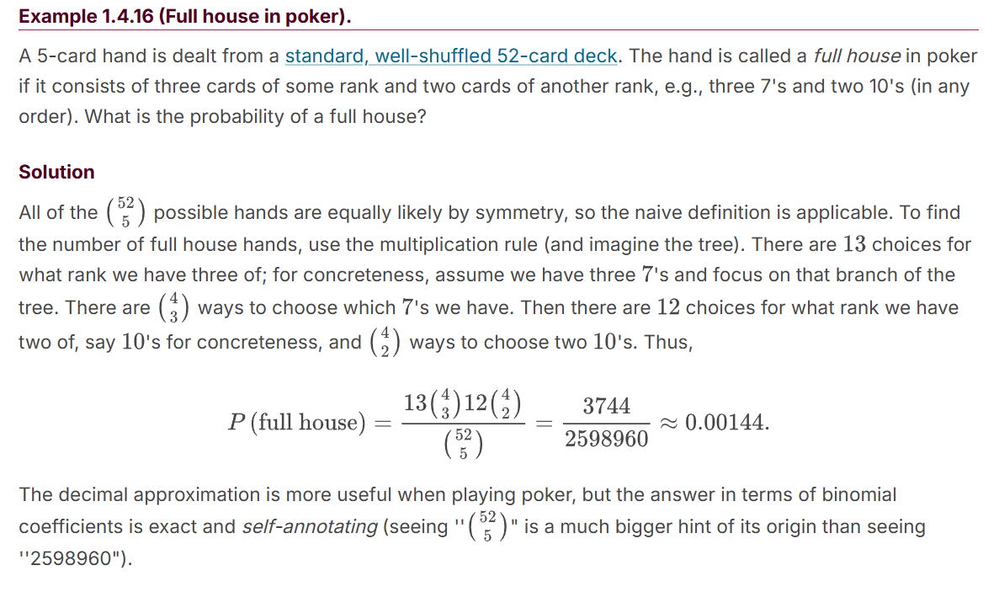 Example 1.4.16 (Full house in poker).
A 5-card hand is dealt from a standard, well-shuffled 52-card deck. The hand is called a full house in poker
if it consists of three cards of some rank and two cards of another rank, e.g., three 7's and two 10's (in any
order). What is the probability of a full house?
Solution
All of the \binom{52}{5} possible hands are equally likely by symmetry, so the naive definition is applicable. To find
the number of full house hands, use the multiplication rule (and imagine the tree). There are 13 choices for
what rank we have three of; for concreteness, assume we have three 7's and focus on that branch of the
tree. There are \binom{4}{3} ways to choose which 7's we have. Then there are 12 choices for what rank we have
two of, say 10's for concreteness, and \binom{4}{2} ways to choose two 10's. Thus,
P(full house) = \frac{13\binom{4}{3}12\binom{4}{2}}{\binom{52}{5}} = \frac{3744}{2598960} ≈ 0.00144.
The decimal approximation is more useful when playing poker, but the answer in terms of binomial
coefficients is exact and self-annotating (seeing ''\binom{52}{5}" is a much bigger hint of its origin than seeing
''2598960").